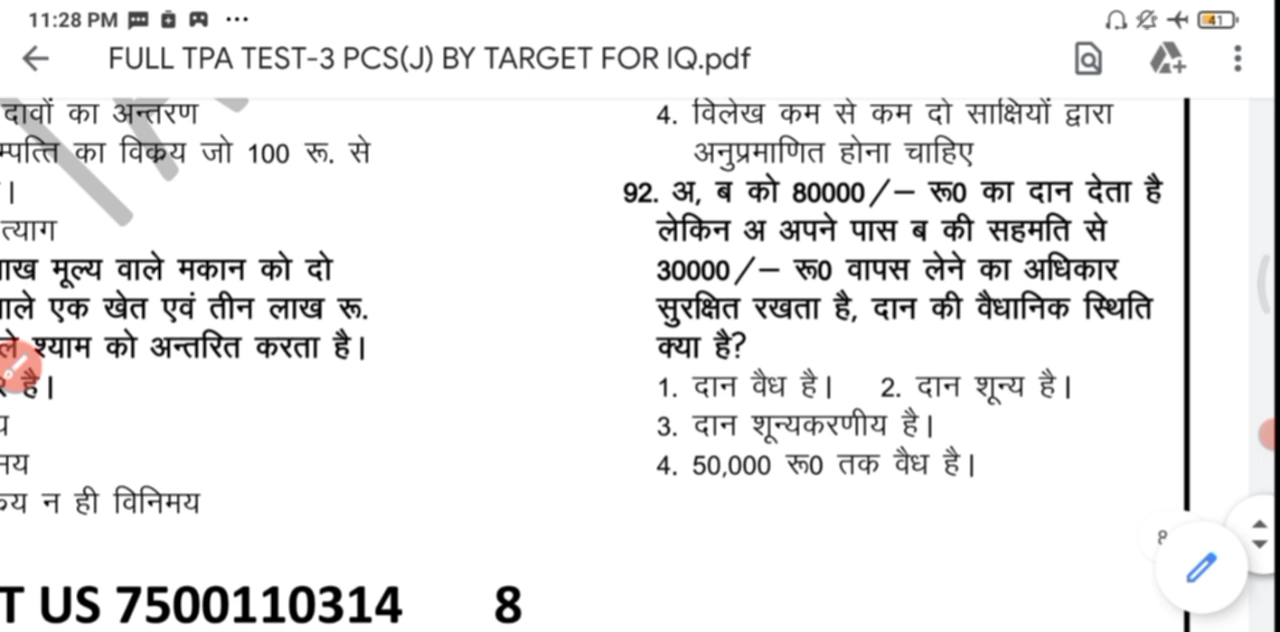 11:28 PM
41
FULL TPA TEST-3 PCS(J) BY TARGET FOR IQ.pdf
दावों का अन्तरण
म्पत्ति का विक्रय जो 100 रू. से
।
त्याग
ाख मूल्य वाले मकान को दो
ाले एक खेत एवं तीन लाख रू.
ले श्याम को अन्तरित करता है।
है।
य
मय
क्रय न ही विनिमय
4. विलेख कम से कम दो साक्षियों द्वारा
अनुप्रमाणित होना चाहिए
92. अ, ब को 80000/– रू0 का दान देता है
लेकिन अ अपने पास ब की सहमति से
30000/– रू0 वापस लेने का अधिकार
सुरक्षित रखता है, दान की वैधानिक स्थिति
क्या है?
1. दान वैध है। 2. दान शून्य है।
3. दान शून्यकरणीय है।
4. 50,000 रू0 तक वैध है।
T US 7500110314 8